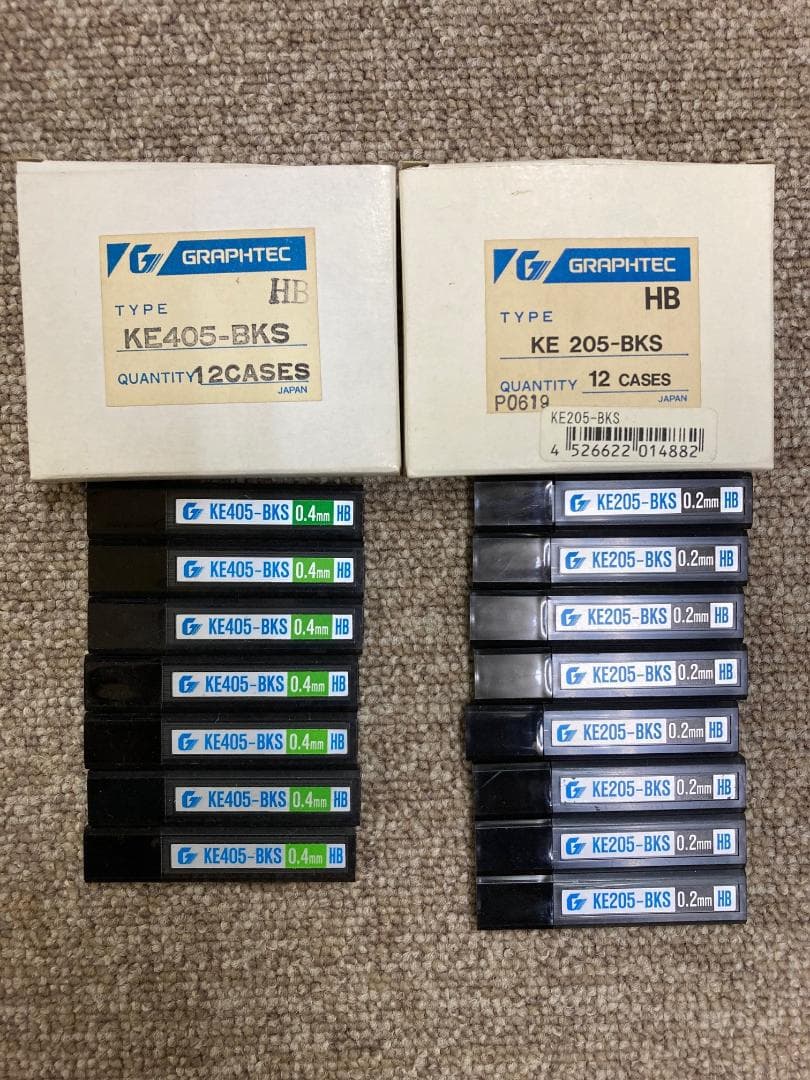 GRAPHTEC
HB
TYPE
KE405-BKS
QUANTITY 12CASES
JAPAN
GRAPHTEC
HB
TYPE
KE 205-BKS
QUANTITY 12 CASES
P0619
JAPAN
KE205-BKS
4 526622 014882
KE405-BKS 0.4mm HB
KE405-BKS 0.4mm HB
KE405-BKS 0.4mm HB
KE405-BKS 0.4mm HB
KE405-BKS 0.4mm HB
KE405-BKS 0.4mm HB
KE405-BKS 0.4mm HB
KE205-BKS 0.2mm HB
KE205-BKS 0.2mm HB
KE205-BKS 0.2mm HB
KE205-BKS 0.2mm HB
KE205-BKS 0.2mm HB
KE205-BKS 0.2mm HB
KE205-BKS 0.2mm HB
KE205-BKS 0.2mm HB